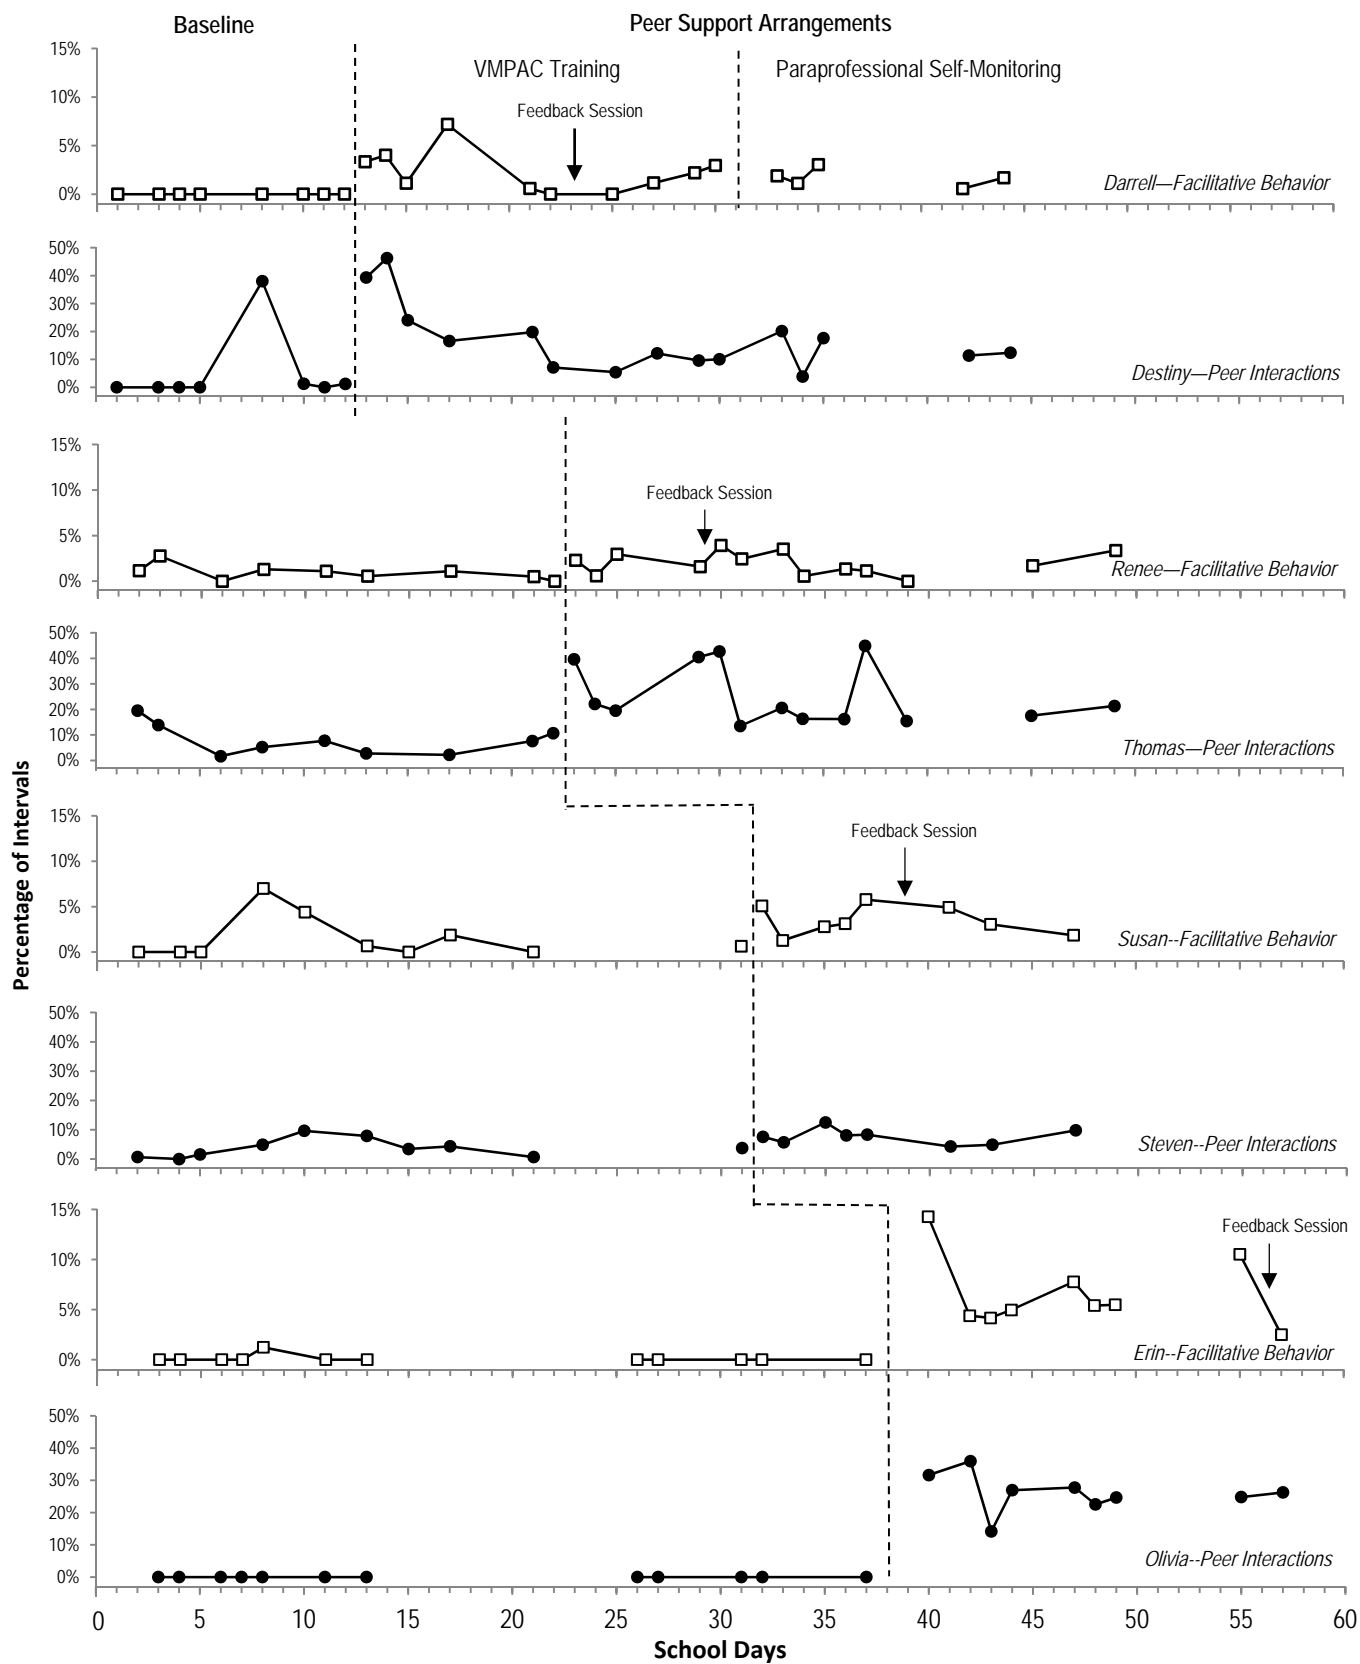 Baseline
Peer Support Arrangements
VMPAC Training
Paraprofessional Self-Monitoring
Feedback Session
15%
10%
5%
0%
Darrell—Facilitative Behavior
50%
40%
30%
20%
10%
0%
Destiny—Peer Interactions
15%
10%
5%
0%
Feedback Session
Renee—Facilitative Behavior
50%
40%
30%
20%
10%
0%
Thomas—Peer Interactions
Percentage of Intervals
15%
10%
5%
0%
Feedback Session
Susan--Facilitative Behavior
50%
40%
30%
20%
10%
0%
Steven--Peer Interactions
15%
10%
5%
0%
Feedback Session
Erin--Facilitative Behavior
50%
40%
30%
20%
10%
0%
Olivia--Peer Interactions
0 5 10 15 20 25 30 35 40 45 50 55 60
School Days